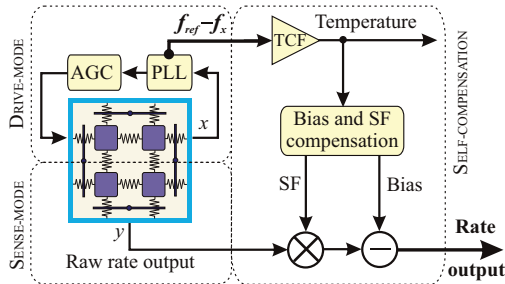 f_ref−f_x
TCF
Temperature
AGC
PLL
DRIVE-MODE
x
Bias and SF
compensation
SELF-COMPENSATION
SF
Bias
SENSE-MODE
y
Raw rate output
Rate
output